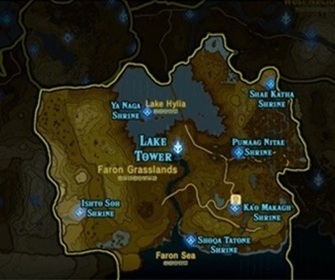 Shae Katha
Shrine
Ya Naga
Shrine
Lake Hylia
Lake
Tower
Pumaag Nitae
Shrine
Faron Grasslands
Ishto Soh
Shrine
Kao Makagh
Shrine
Shoqa Tatone
Shrine
Faron Sea